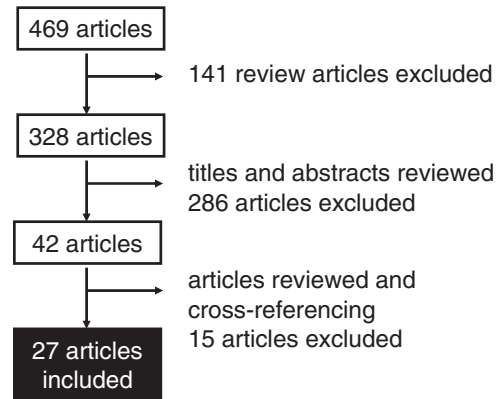 469 articles
141 review articles excluded
328 articles
titles and abstracts reviewed
286 articles excluded
42 articles
articles reviewed and
cross-referencing
15 articles excluded
27 articles
included